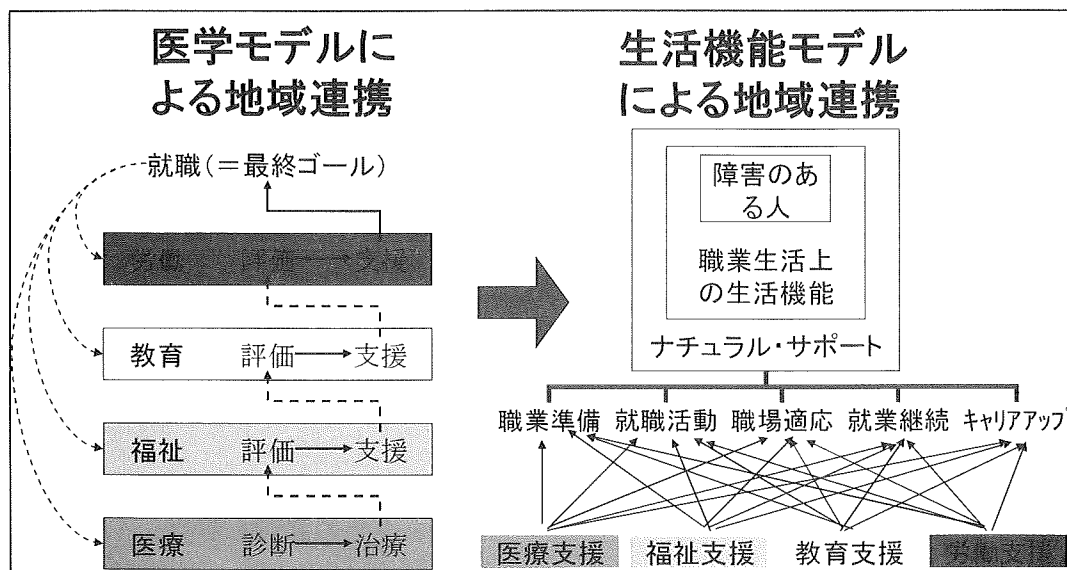 医学モデルに
よる地域連携
就職(=最終ゴール)
労働 評価 支援
教育 評価 支援
福祉 評価 支援
医療 診断 治療
生活機能モデル
による地域連携
障害のあ
る人
職業生活上
の生活機能
ナチュラル・サポート
職業準備 就職活動 職場適応 就業継続 キャリアアップ
医療支援 福祉支援 教育支援 労働支援